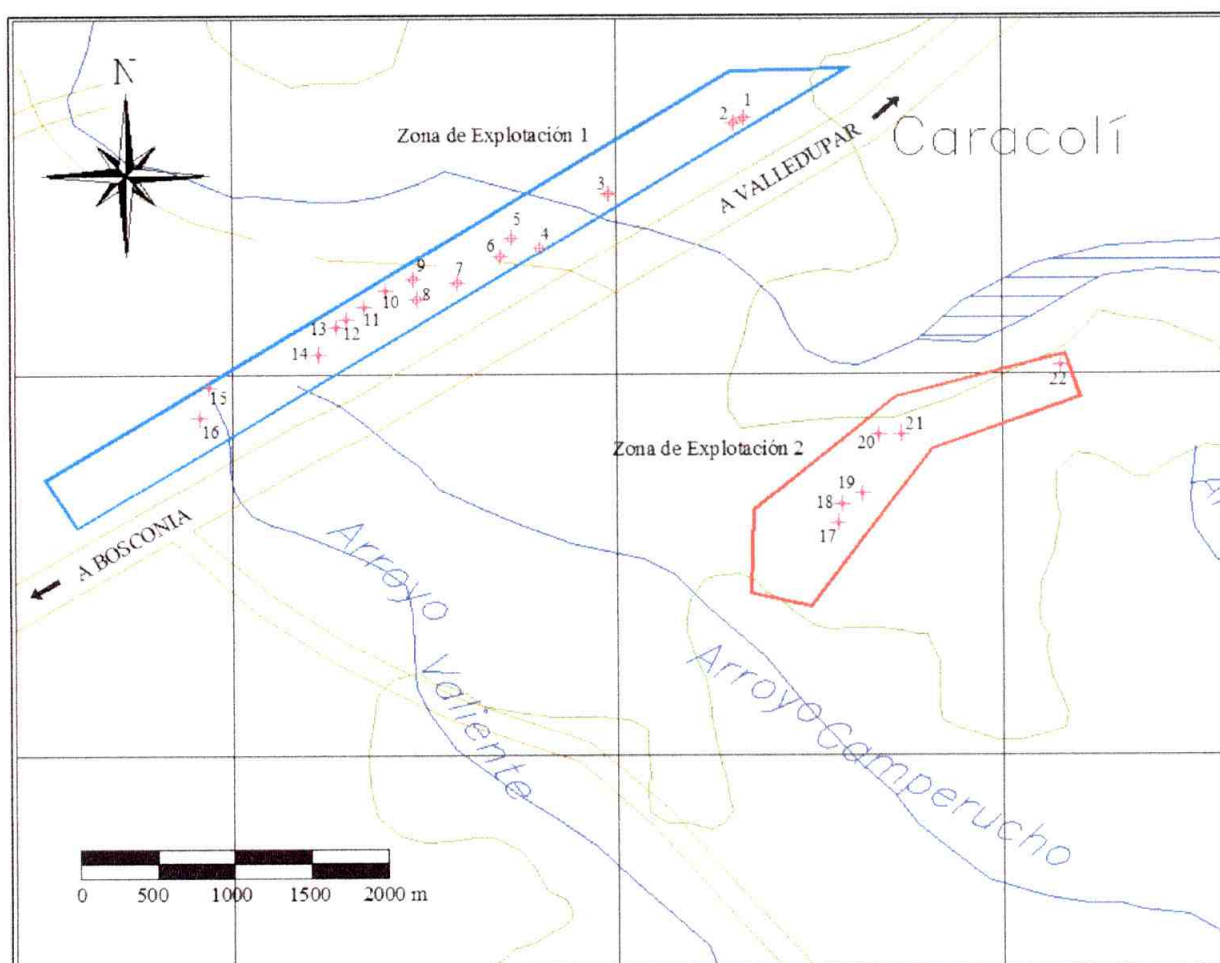 N
Zona de Explotación 1
1
2
A VALLEDUPAR
Caracolí
3
5
4
6
9
7
10
8
11
13
12
14
15
16
22
21
20
Zona de Explotación 2
19
18
17
A BOSCONIA
Arroyo
Valiente
Arroyo Camperucho
0 500 1000 1500 2000 m